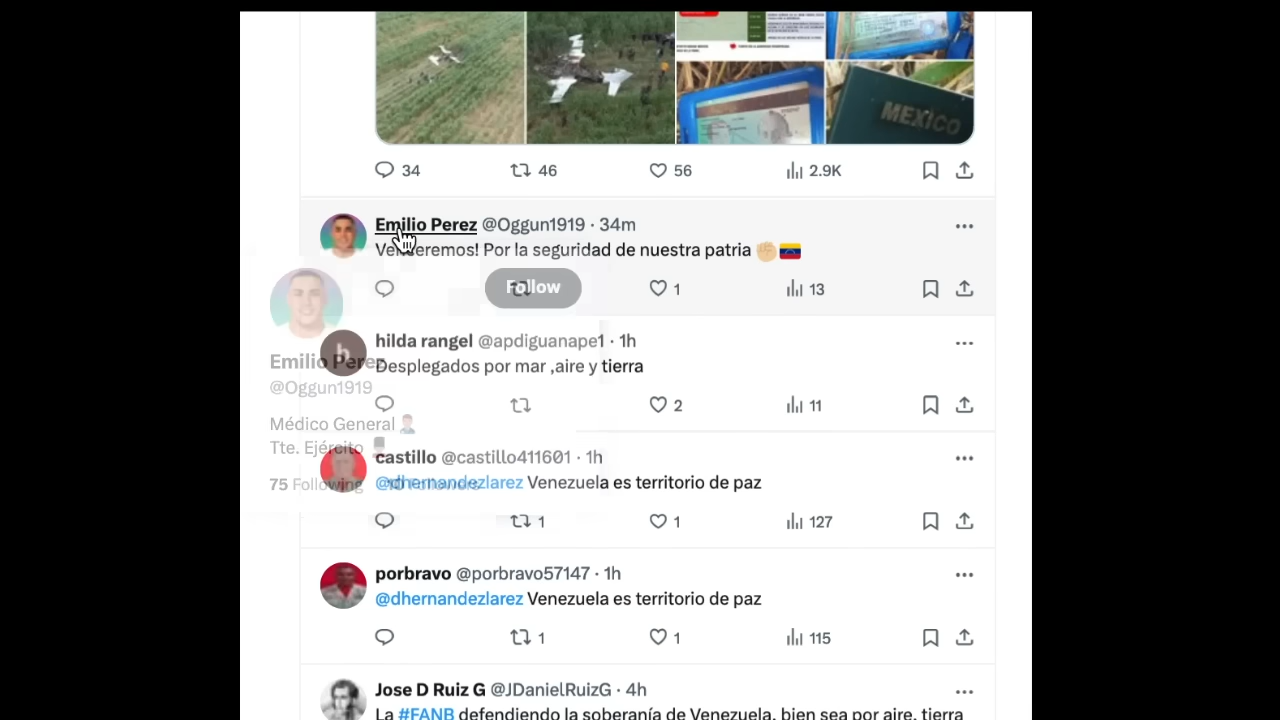 MEXICO
34 46 56 2.9K
Emilio Perez @Oggun1919 · 34m
Venceremos! Por la seguridad de nuestra patria ✊🏼🇻🇪
Follow
1 13
hilda rangel @apdiguanape1 · 1h
Desplegados por mar ,aire y tierra
2 11
Emilio Perez
@Oggun1919
Médico General
Tte. Ejército
75 Following
castillo @castillo411601 · 1h
@dhernandezlarez Venezuela es territorio de paz
1 1 127
porbravo @porbravo57147 · 1h
@dhernandezlarez Venezuela es territorio de paz
1 1 115
Jose D Ruiz G @JDanielRuizG · 4h
La #FANB defendiendo la soberanía de Venezuela, bien sea por aire, tierra